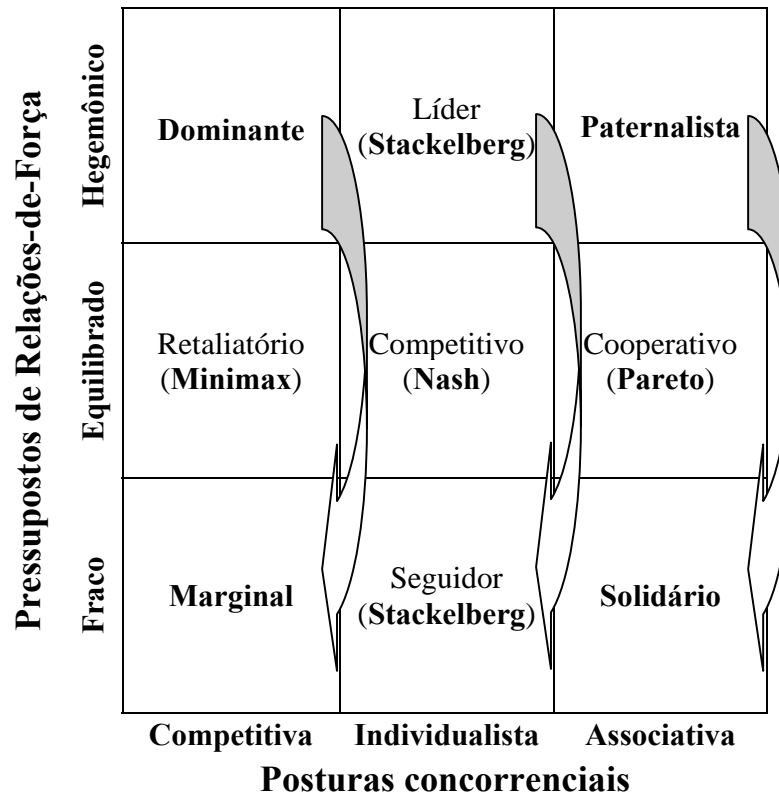 Pressupostos de Relações-de-Força
Hegemônico
Dominante
Líder
(Stackelberg)
Paternalista
Equilibrado
Retaliatório
(Minimax)
Competitivo
(Nash)
Cooperativo
(Pareto)
Fraco
Marginal
Seguidor
(Stackelberg)
Solidário
Competitiva
Individualista
Associativa
Posturas concorrenciais